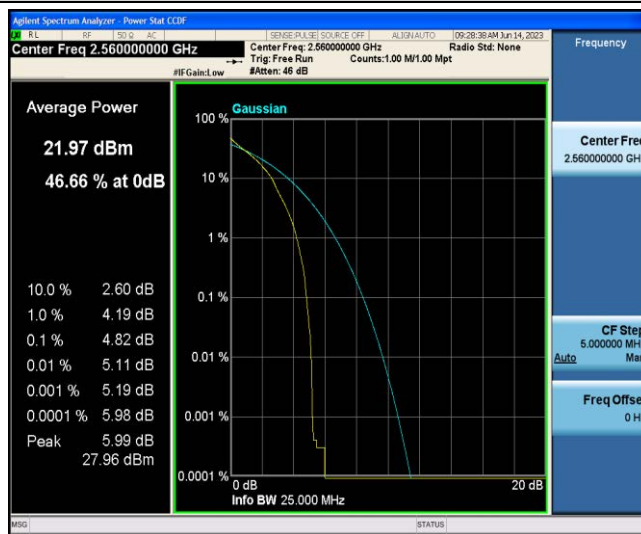 Agilent Spectrum Analyzer - Power Stat CCDF
RL RF 50 Ω AC SENSE:PULSE SOURCE OFF ALIGN AUTO 09:28:38 AM Jun 14, 2023
Center Freq 2.560000000 GHz
Center Freq: 2.560000000 GHz Radio Std: None
Trig: Free Run Counts:1.00 M/1.00 Mpt
#IFGain:Low #Atten: 46 dB
Frequency
Average Power
21.97 dBm
46.66 % at 0dB
10.0 % 2.60 dB
1.0 % 4.19 dB
0.1 % 4.82 dB
0.01 % 5.11 dB
0.001 % 5.19 dB
0.0001 % 5.98 dB
Peak 5.99 dB
27.96 dBm
Gaussian
100 %
10 %
1 %
0.1 %
0.01 %
0.001 %
0.0001 %
0 dB 20 dB
Info BW 25.000 MHz
Center Freq
2.560000000 GH
CF Step
5.000000 MH
Auto Ma
Freq Offse
0 H
MSG STATUS